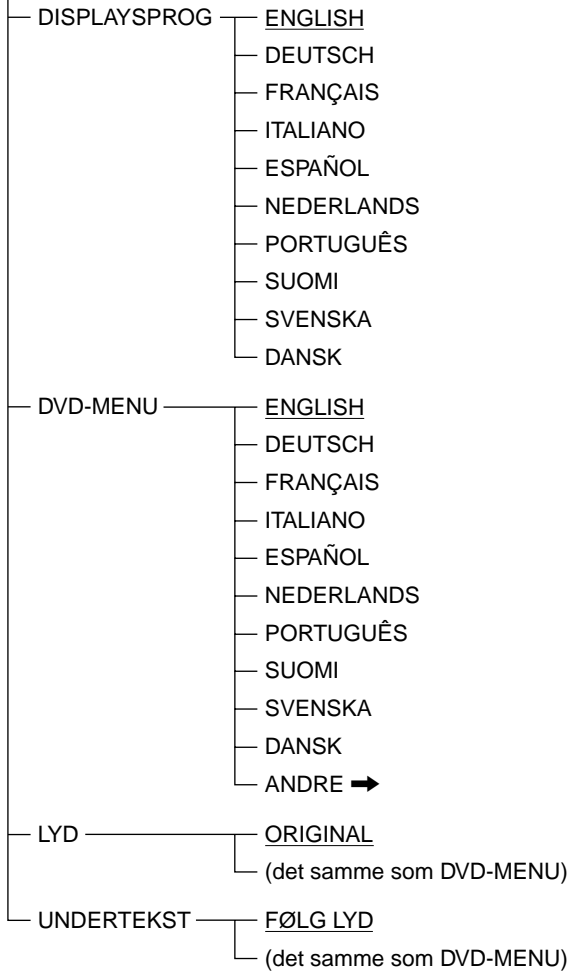 DISPLAYSPROG ENGLISH
DEUTSCH
FRANÇAIS
ITALIANO
ESPAÑOL
NEDERLANDS
PORTUGUÊS
SUOMI
SVENSKA
DANSK
DVD-MENU ENGLISH
DEUTSCH
FRANÇAIS
ITALIANO
ESPAÑOL
NEDERLANDS
PORTUGUÊS
SUOMI
SVENSKA
DANSK
ANDRE ➡
LYD ORIGINAL
(det samme som DVD-MENU)
UNDERTEKST FØLG LYD
(det samme som DVD-MENU)